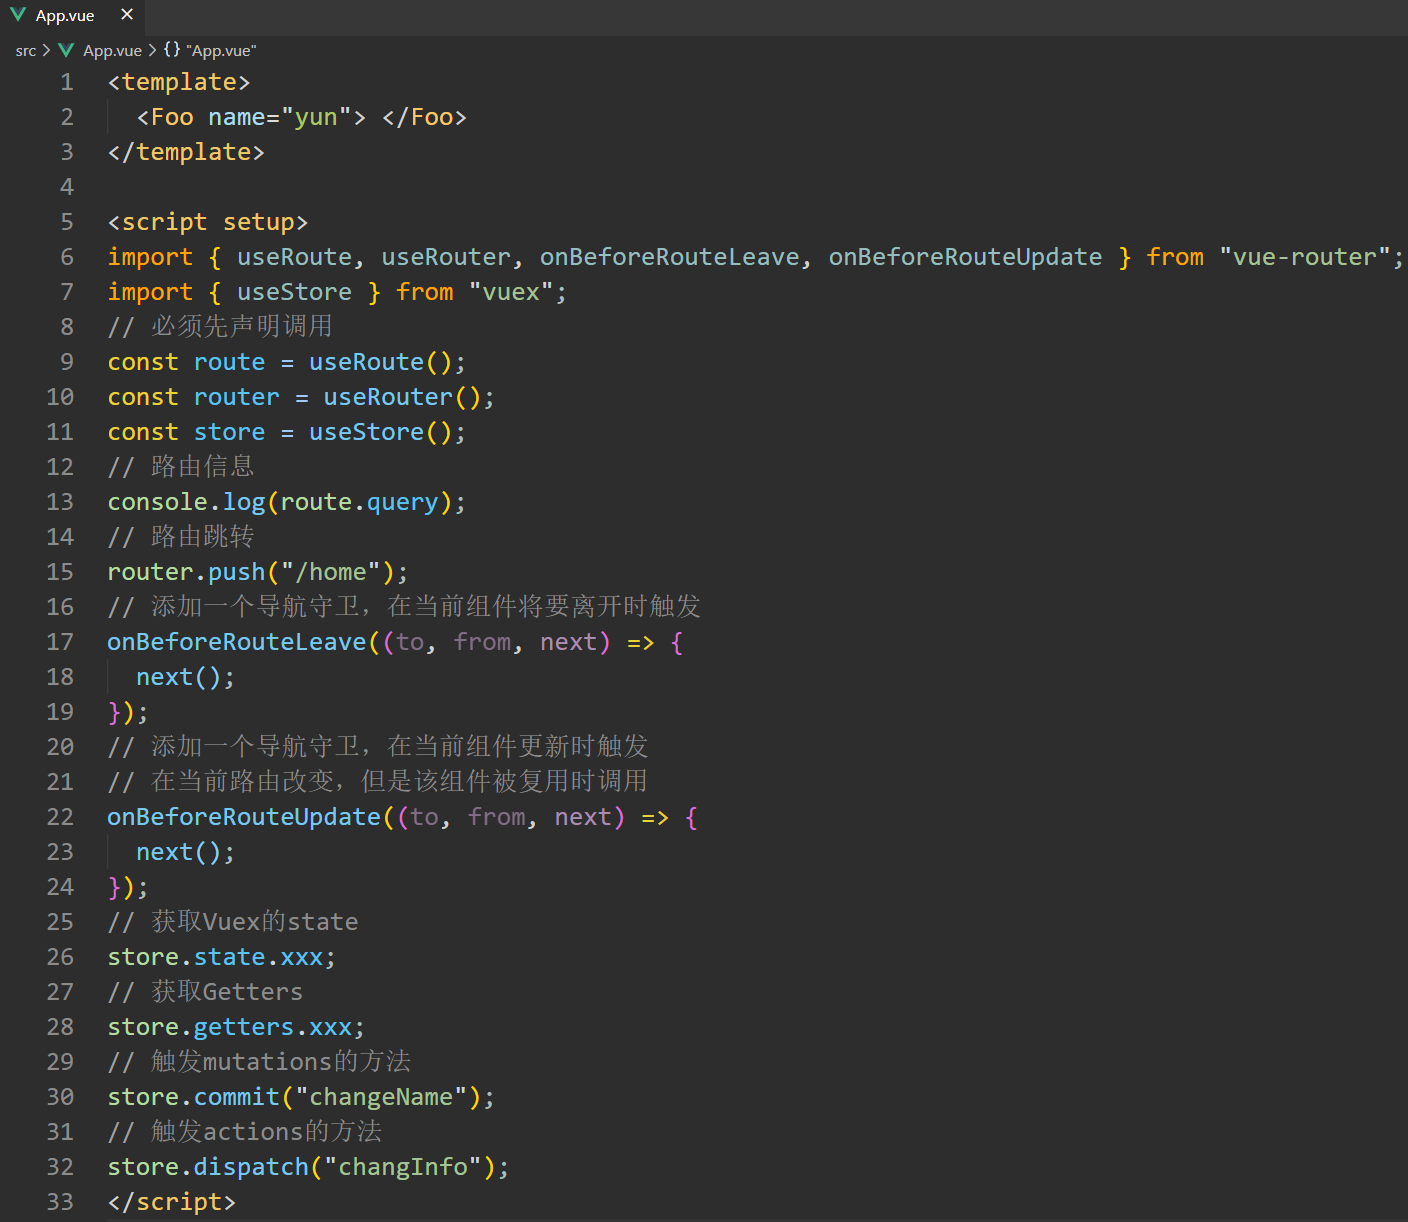 App.vue ×
src > App.vue > {} "App.vue"
1 <template>
2   <Foo name="yun"> </Foo>
3 </template>
4
5 <script setup>
6 import { useRoute, useRouter, onBeforeRouteLeave, onBeforeRouteUpdate } from "vue-router";
7 import { useStore } from "vuex";
8 // 必须先声明调用
9 const route = useRoute();
10 const router = useRouter();
11 const store = useStore();
12 // 路由信息
13 console.log(route.query);
14 // 路由跳转
15 router.push("/home");
16 // 添加一个导航守卫，在当前组件将要离开时触发
17 onBeforeRouteLeave((to, from, next) => {
18   next();
19 });
20 // 添加一个导航守卫，在当前组件更新时触发
21 // 在当前路由改变，但是该组件被复用时调用
22 onBeforeRouteUpdate((to, from, next) => {
23   next();
24 });
25 // 获取Vuex的state
26 store.state.xxx;
27 // 获取Getters
28 store.getters.xxx;
29 // 触发mutations的方法
30 store.commit("changeName");
31 // 触发actions的方法
32 store.dispatch("changInfo");
33 </script>